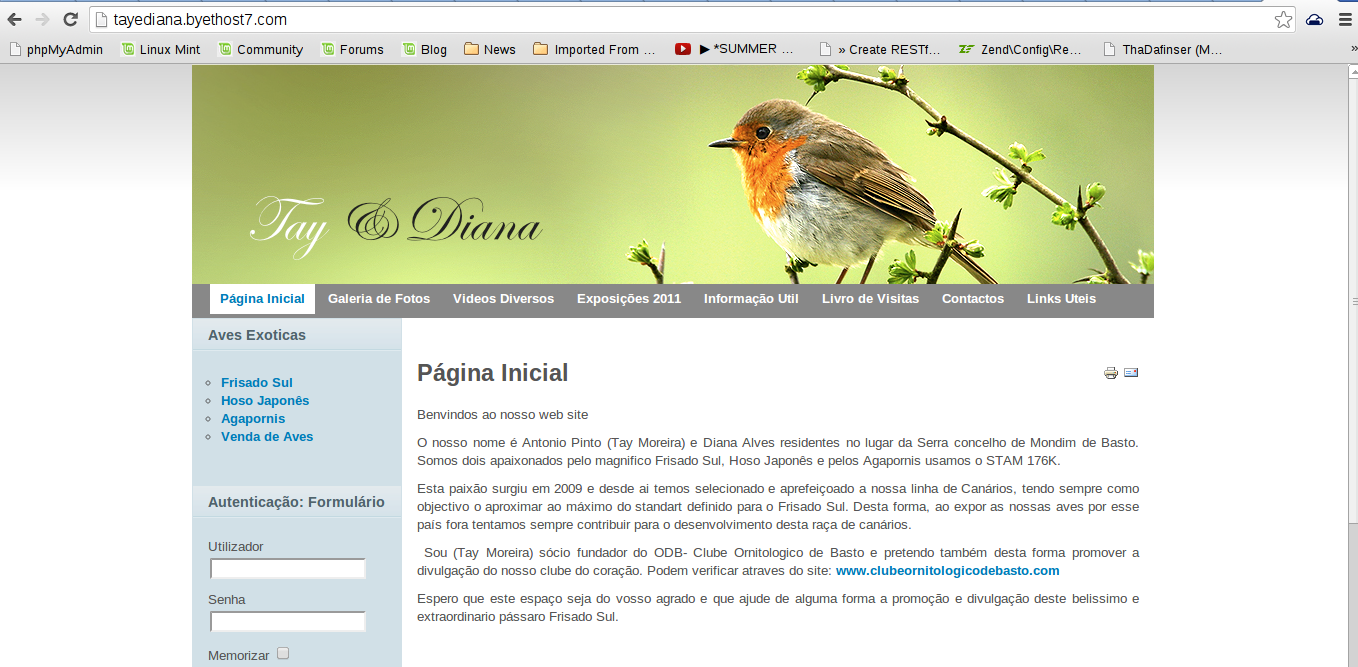 tayediana.byethost7.com
phpMyAdmin Linux Mint Community Forums Blog News Imported From ... ▶ *SUMMER ... » Create RESTf... Zend\Config\Re... ThaDafinser (M... »
Tay & Diana
Página Inicial Galeria de Fotos Videos Diversos Exposições 2011 Informação Util Livro de Visitas Contactos Links Uteis
Aves Exoticas
Frisado Sul
Hoso Japonês
Agapornis
Venda de Aves
Autenticação: Formulário
Utilizador
Senha
Memorizar
Página Inicial
Benvindos ao nosso web site
O nosso nome é Antonio Pinto (Tay Moreira) e Diana Alves residentes no lugar da Serra concelho de Mondim de Basto.
Somos dois apaixonados pelo magnifico Frisado Sul, Hoso Japonês e pelos Agapornis usamos o STAM 176K.
Esta paixão surgiu em 2009 e desde ai temos selecionado e aprefeiçoado a nossa linha de Canários, tendo sempre como
objectivo o aproximar ao máximo do standart definido para o Frisado Sul. Desta forma, ao expor as nossas aves por esse
país fora tentamos sempre contribuir para o desenvolvimento desta raça de canários.
Sou (Tay Moreira) sócio fundador do ODB- Clube Ornitologico de Basto e pretendo também desta forma promover a
divulgação do nosso clube do coração. Podem verificar atraves do site: www.clubeornitologicodebasto.com
Espero que este espaço seja do vosso agrado e que ajude de alguma forma a promoção e divulgação deste belissimo e
extraordinario pássaro Frisado Sul.